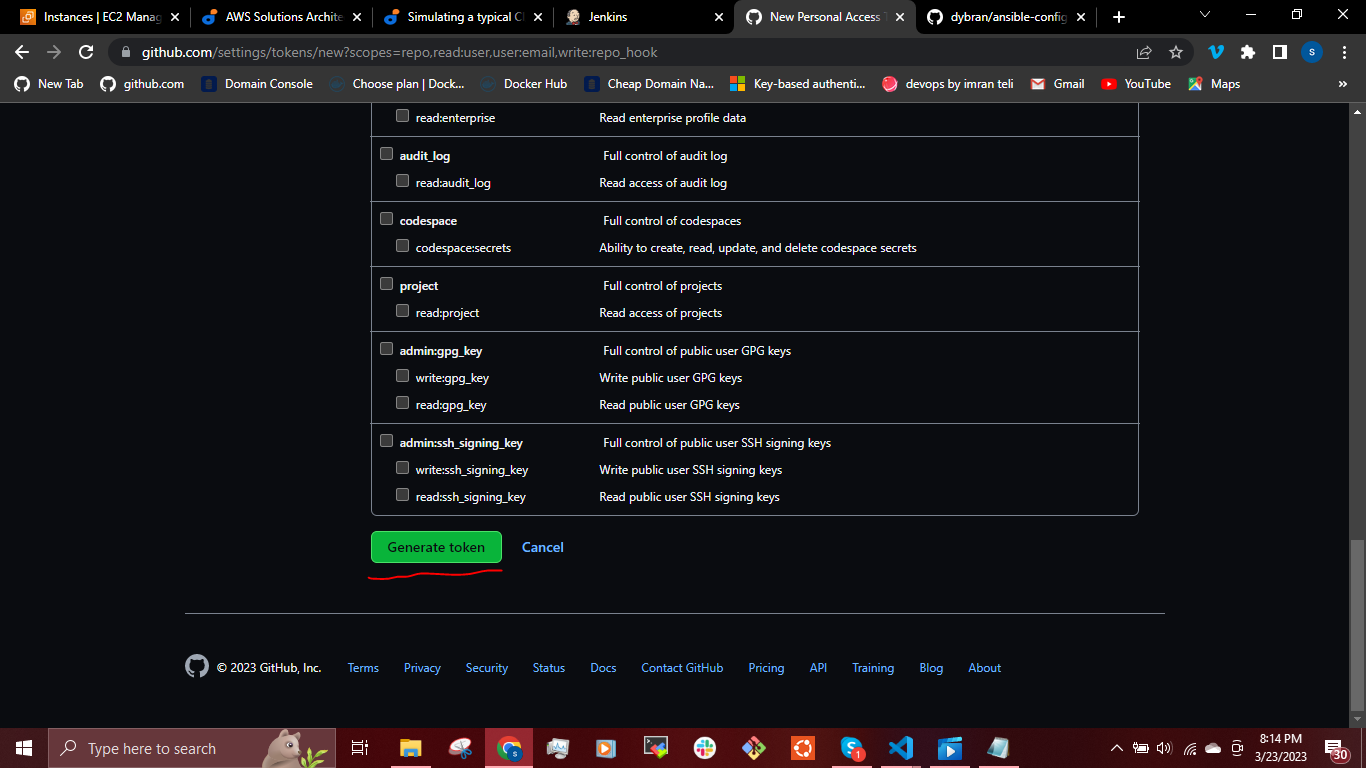 Instances | EC2 Manag
AWS Solutions Archite
Simulating a typical CI
Jenkins
New Personal Access T
dybran/ansible-config
github.com/settings/tokens/new?scopes=repo,read:user,user:email,write:repo_hook
s
New Tab
github.com
Domain Console
Choose plan | Dock...
Docker Hub
Cheap Domain Na...
Key-based authenti...
devops by imran teli
Gmail
YouTube
Maps
»
read:enterprise Read enterprise profile data
audit_log Full control of audit log
read:audit_log Read access of audit log
codespace Full control of codespaces
codespace:secrets Ability to create, read, update, and delete codespace secrets
project Full control of projects
read:project Read access of projects
admin:gpg_key Full control of public user GPG keys
write:gpg_key Write public user GPG keys
read:gpg_key Read public user GPG keys
admin:ssh_signing_key Full control of public user SSH signing keys
write:ssh_signing_key Write public user SSH signing keys
read:ssh_signing_key Read public user SSH signing keys
Generate token Cancel
© 2023 GitHub, Inc. Terms Privacy Security Status Docs Contact GitHub Pricing API Training Blog About
Type here to search
1
8:14 PM
3/23/2023
30